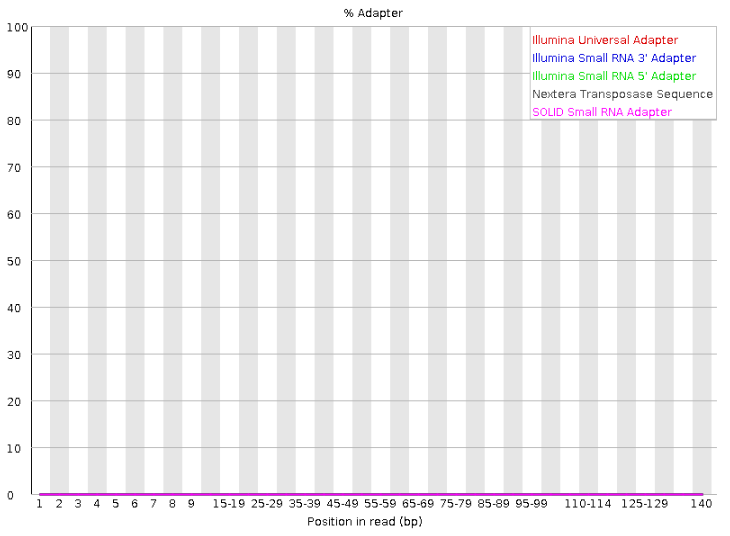 % Adapter
100
90
80
70
60
50
40
30
20
10
0
Illumina Universal Adapter
Illumina Small RNA 3' Adapter
Illumina Small RNA 5' Adapter
Nextera Transposase Sequence
SOLID Small RNA Adapter
1 2 3 4 5 6 7 8 9 15-19 25-29 35-39 45-49 55-59 65-69 75-79 85-89 95-99 110-114 125-129 140
Position in read (bp)